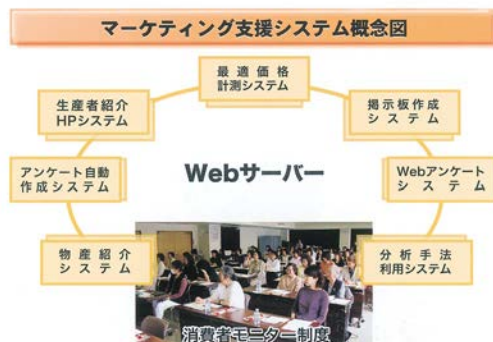 マーケティング支援システム概念図
最適価格
計測システム
生産者紹介
HPシステム
掲示板作成
システム
アンケート自動
作成システム
Webサーバー
Webアンケート
システム
物産紹介
システム
分析手法
利用システム
消費者モニター制度